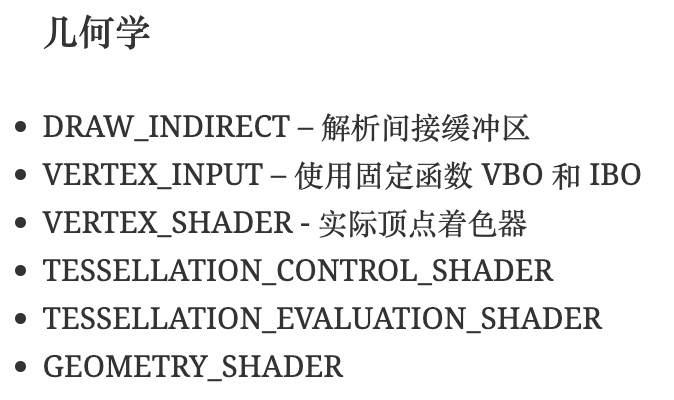 几何学
• DRAW_INDIRECT – 解析间接缓冲区
• VERTEX_INPUT – 使用固定函数 VBO 和 IBO
• VERTEX_SHADER - 实际顶点着色器
• TESSELLATION_CONTROL_SHADER
• TESSELLATION_EVALUATION_SHADER
• GEOMETRY_SHADER